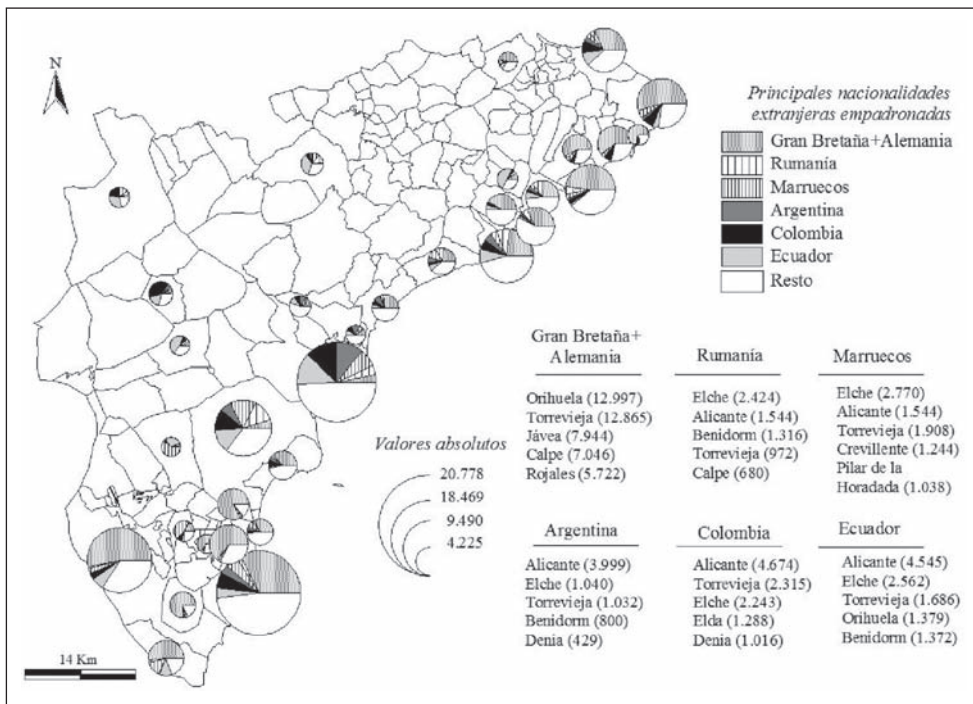 N
Principales nacionalidades
extranjeras empadronadas
Gran Bretaña+Alemania
Rumanía
Marruecos
Argentina
Colombia
Ecuador
Resto
Gran Bretaña+
Alemania
Orihuela (12.997)
Torrevieja (12.865)
Jávea (7.944)
Calpe (7.046)
Rojales (5.722)
Rumanía
Elche (2.424)
Alicante (1.544)
Benidorm (1.316)
Torrevieja (972)
Calpe (680)
Marruecos
Elche (2.770)
Alicante (1.544)
Torrevieja (1.908)
Crevillente (1.244)
Pilar de la
Horadada (1.038)
Valores absolutos
20.778
18.469
9.490
4.225
Argentina
Alicante (3.999)
Elche (1.040)
Torrevieja (1.032)
Benidorm (800)
Denia (429)
Colombia
Alicante (4.674)
Torrevieja (2.315)
Elche (2.243)
Elda (1.288)
Denia (1.016)
Ecuador
Alicante (4.545)
Elche (2.562)
Torrevieja (1.686)
Orihuela (1.379)
Benidorm (1.372)
14 Km